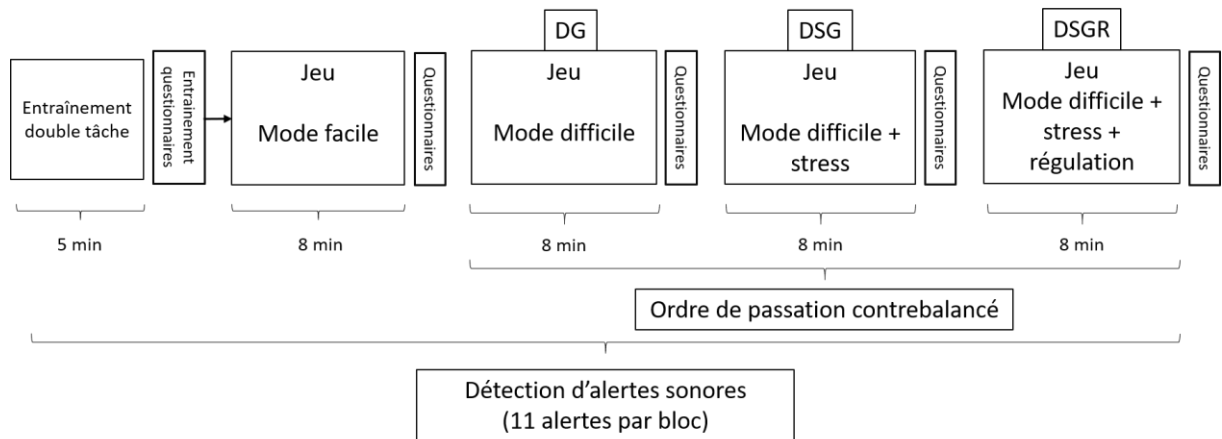 DG
DSG
DSGR
Entraînement
double tâche
Entrainement
questionnaires
Jeu
Mode facile
Questionnaires
Jeu
Mode difficile
Questionnaires
Jeu
Mode difficile +
stress
Questionnaires
Jeu
Mode difficile +
stress +
régulation
Questionnaires
5 min
8 min
8 min
8 min
8 min
Ordre de passation contrebalancé
Détection d'alertes sonores
(11 alertes par bloc)